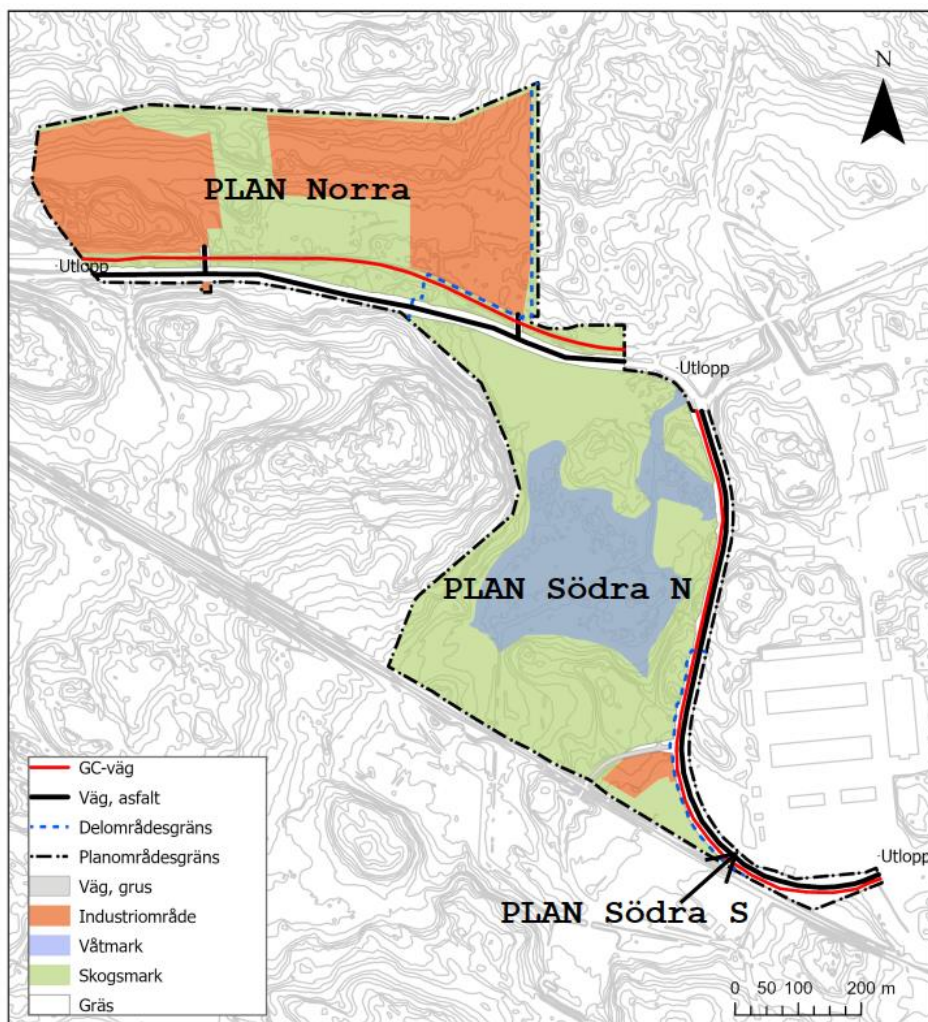 N
PLAN Norra
Utlopp
Utlopp
PLAN Södra N
GC-väg
Väg, asfalt
Delområdesgräns
Planområdesgräns
Väg, grus
Industriområde
Våtmark
Skogsmark
Gräs
Utlopp
PLAN Södra S
0 50 100 200 m